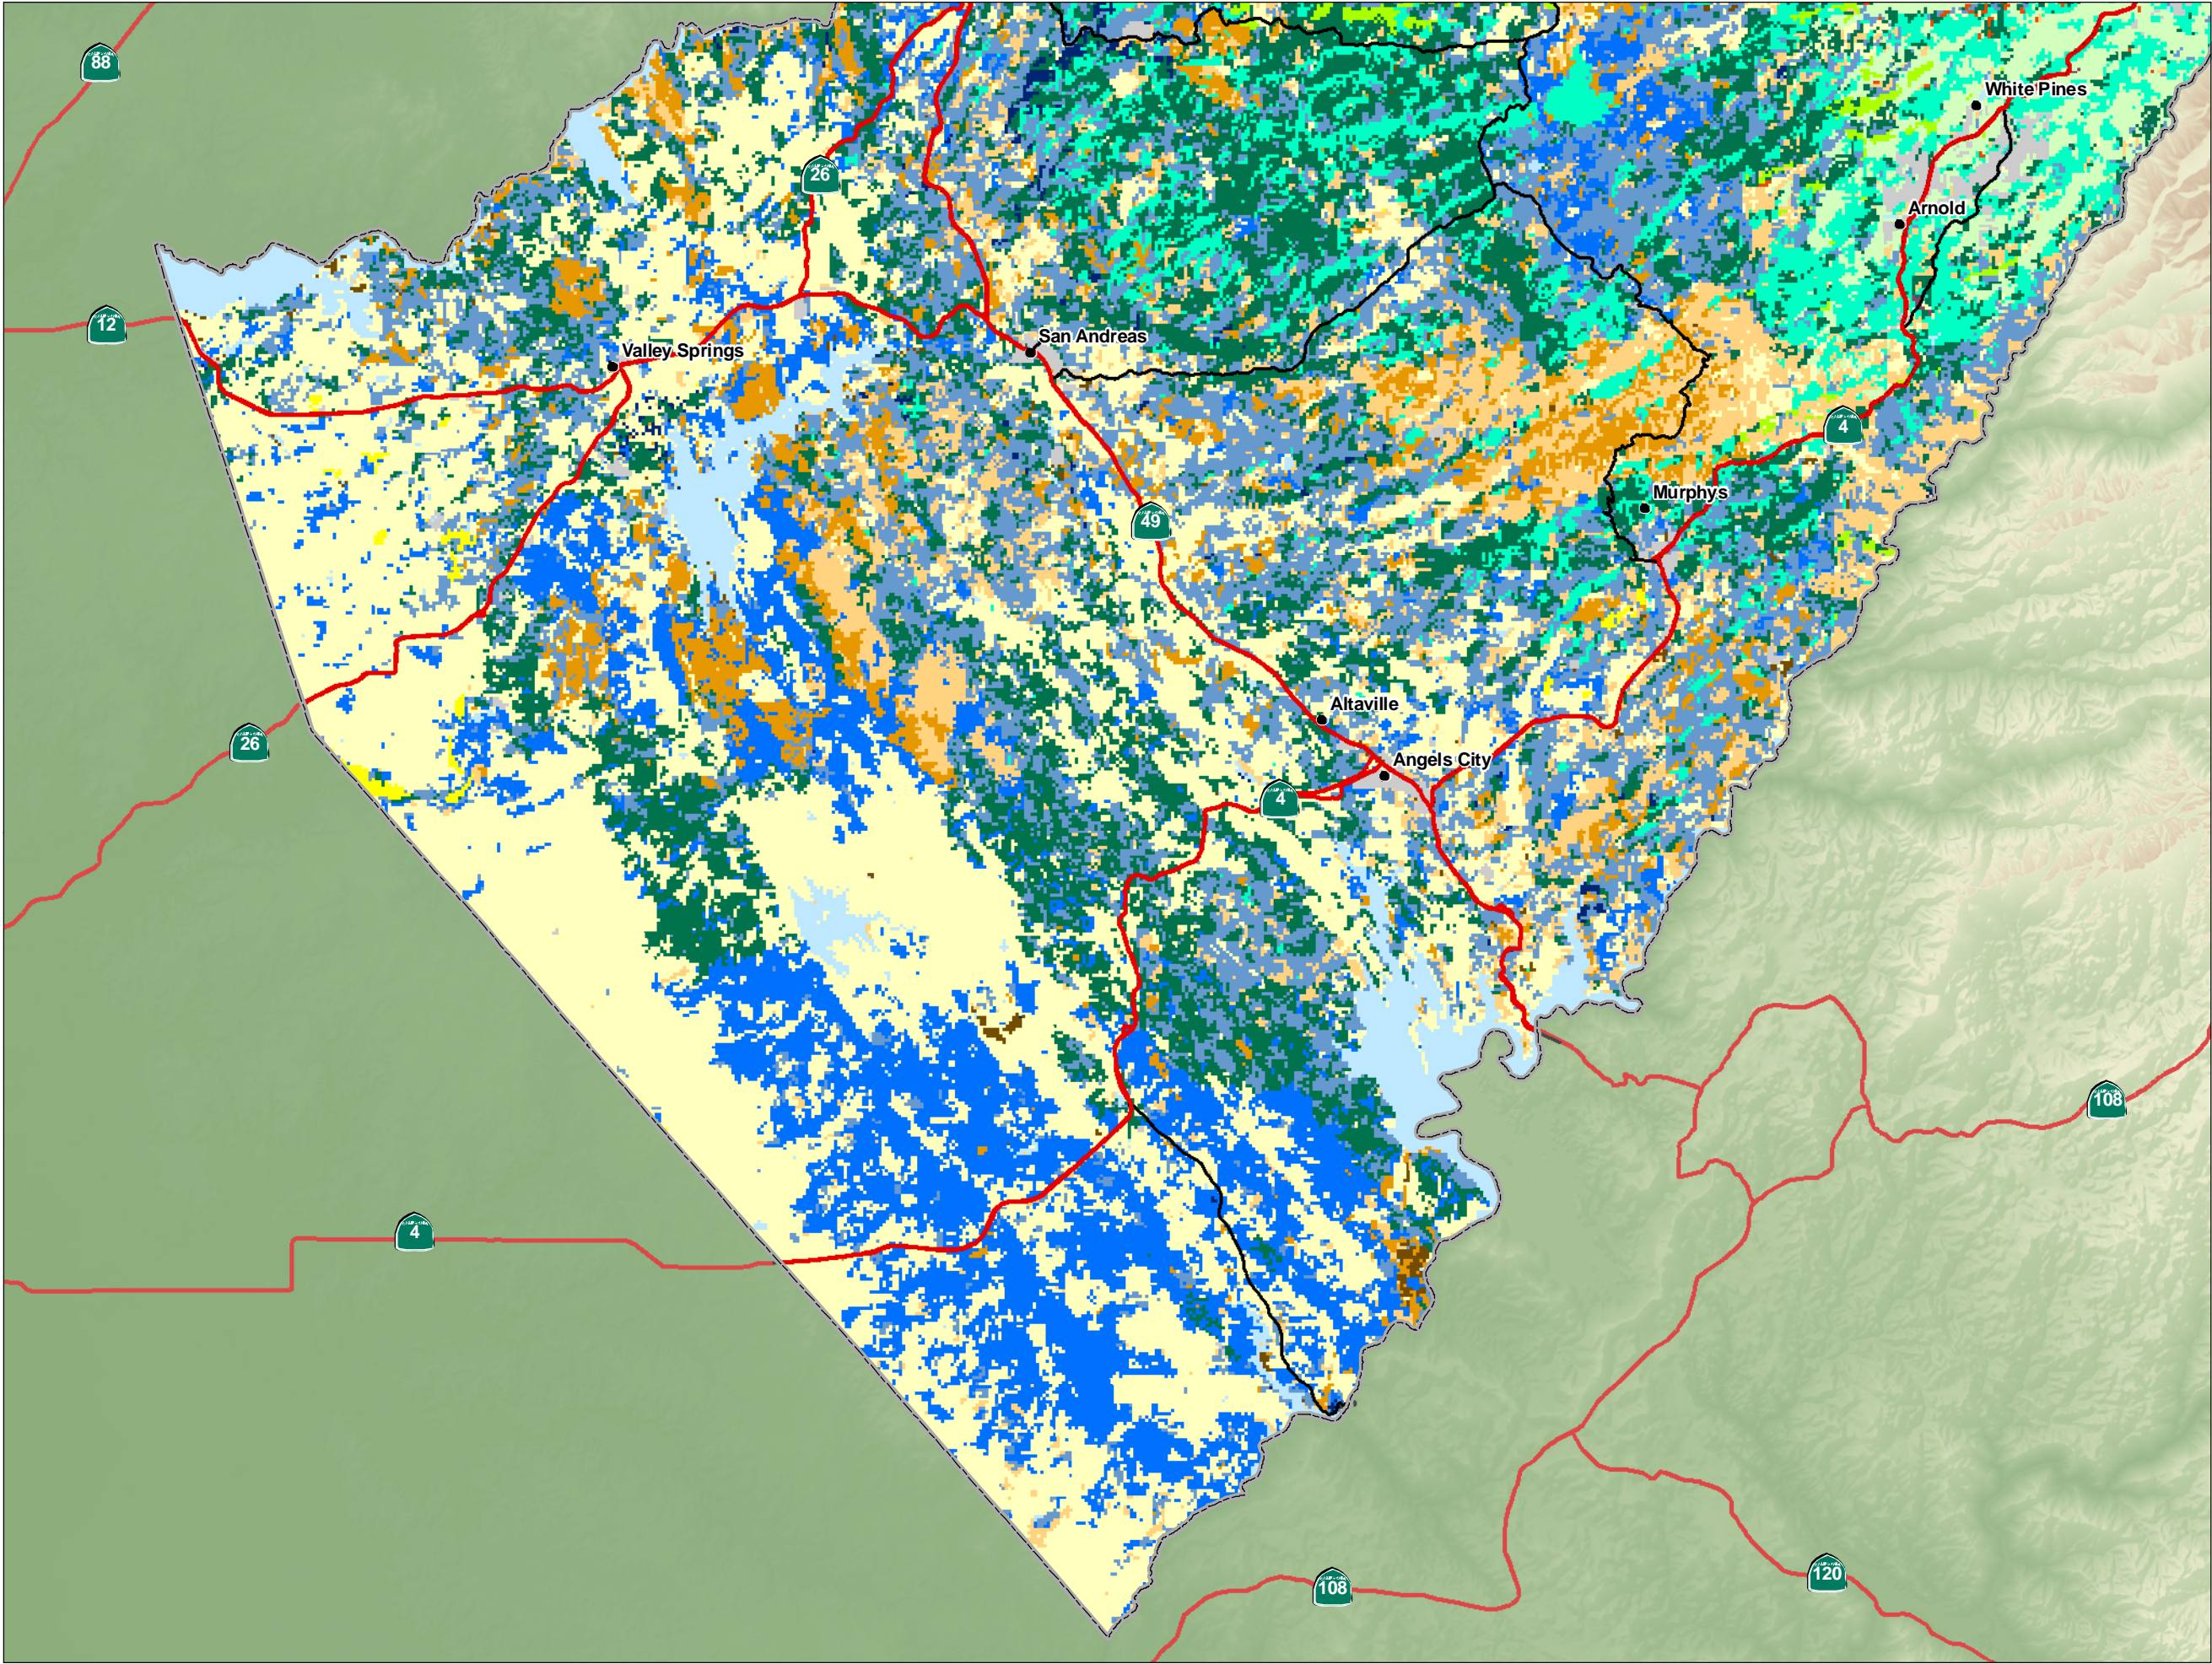 88
White Pines
26
Arnold
12
San Andreas
Valley Springs
4
Murphys
49
Altaville
26
Angels City
4
108
4
120
108